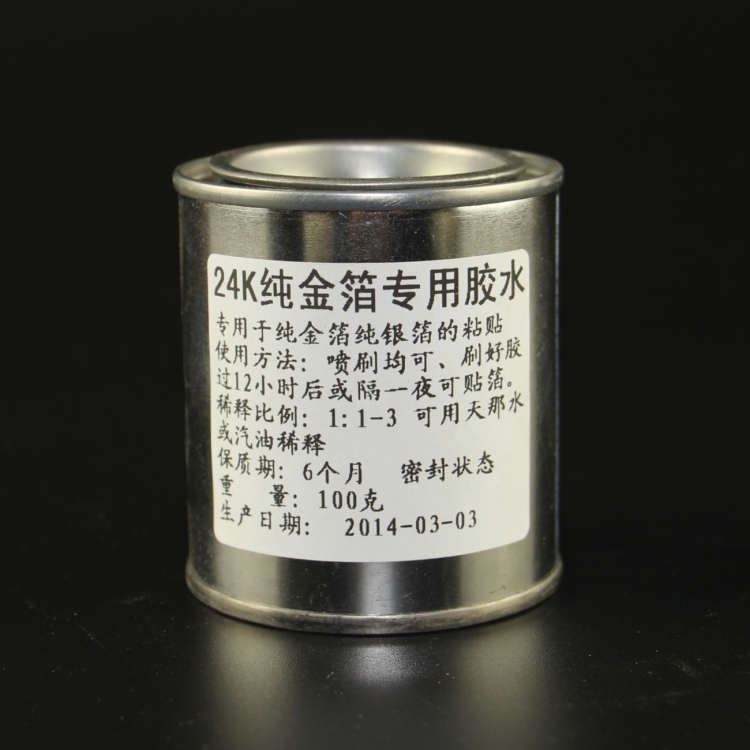 24K纯金箔专用胶水
专用于纯金箔纯银箔的粘贴
使用方法：喷刷均可、刷好胶
过12小时后或隔一夜可贴箔。
稀释比例：1:1-3 可用天那水
或汽油稀释
保质期：6个月 密封状态
重 量：100克
生产日期： 2014-03-03